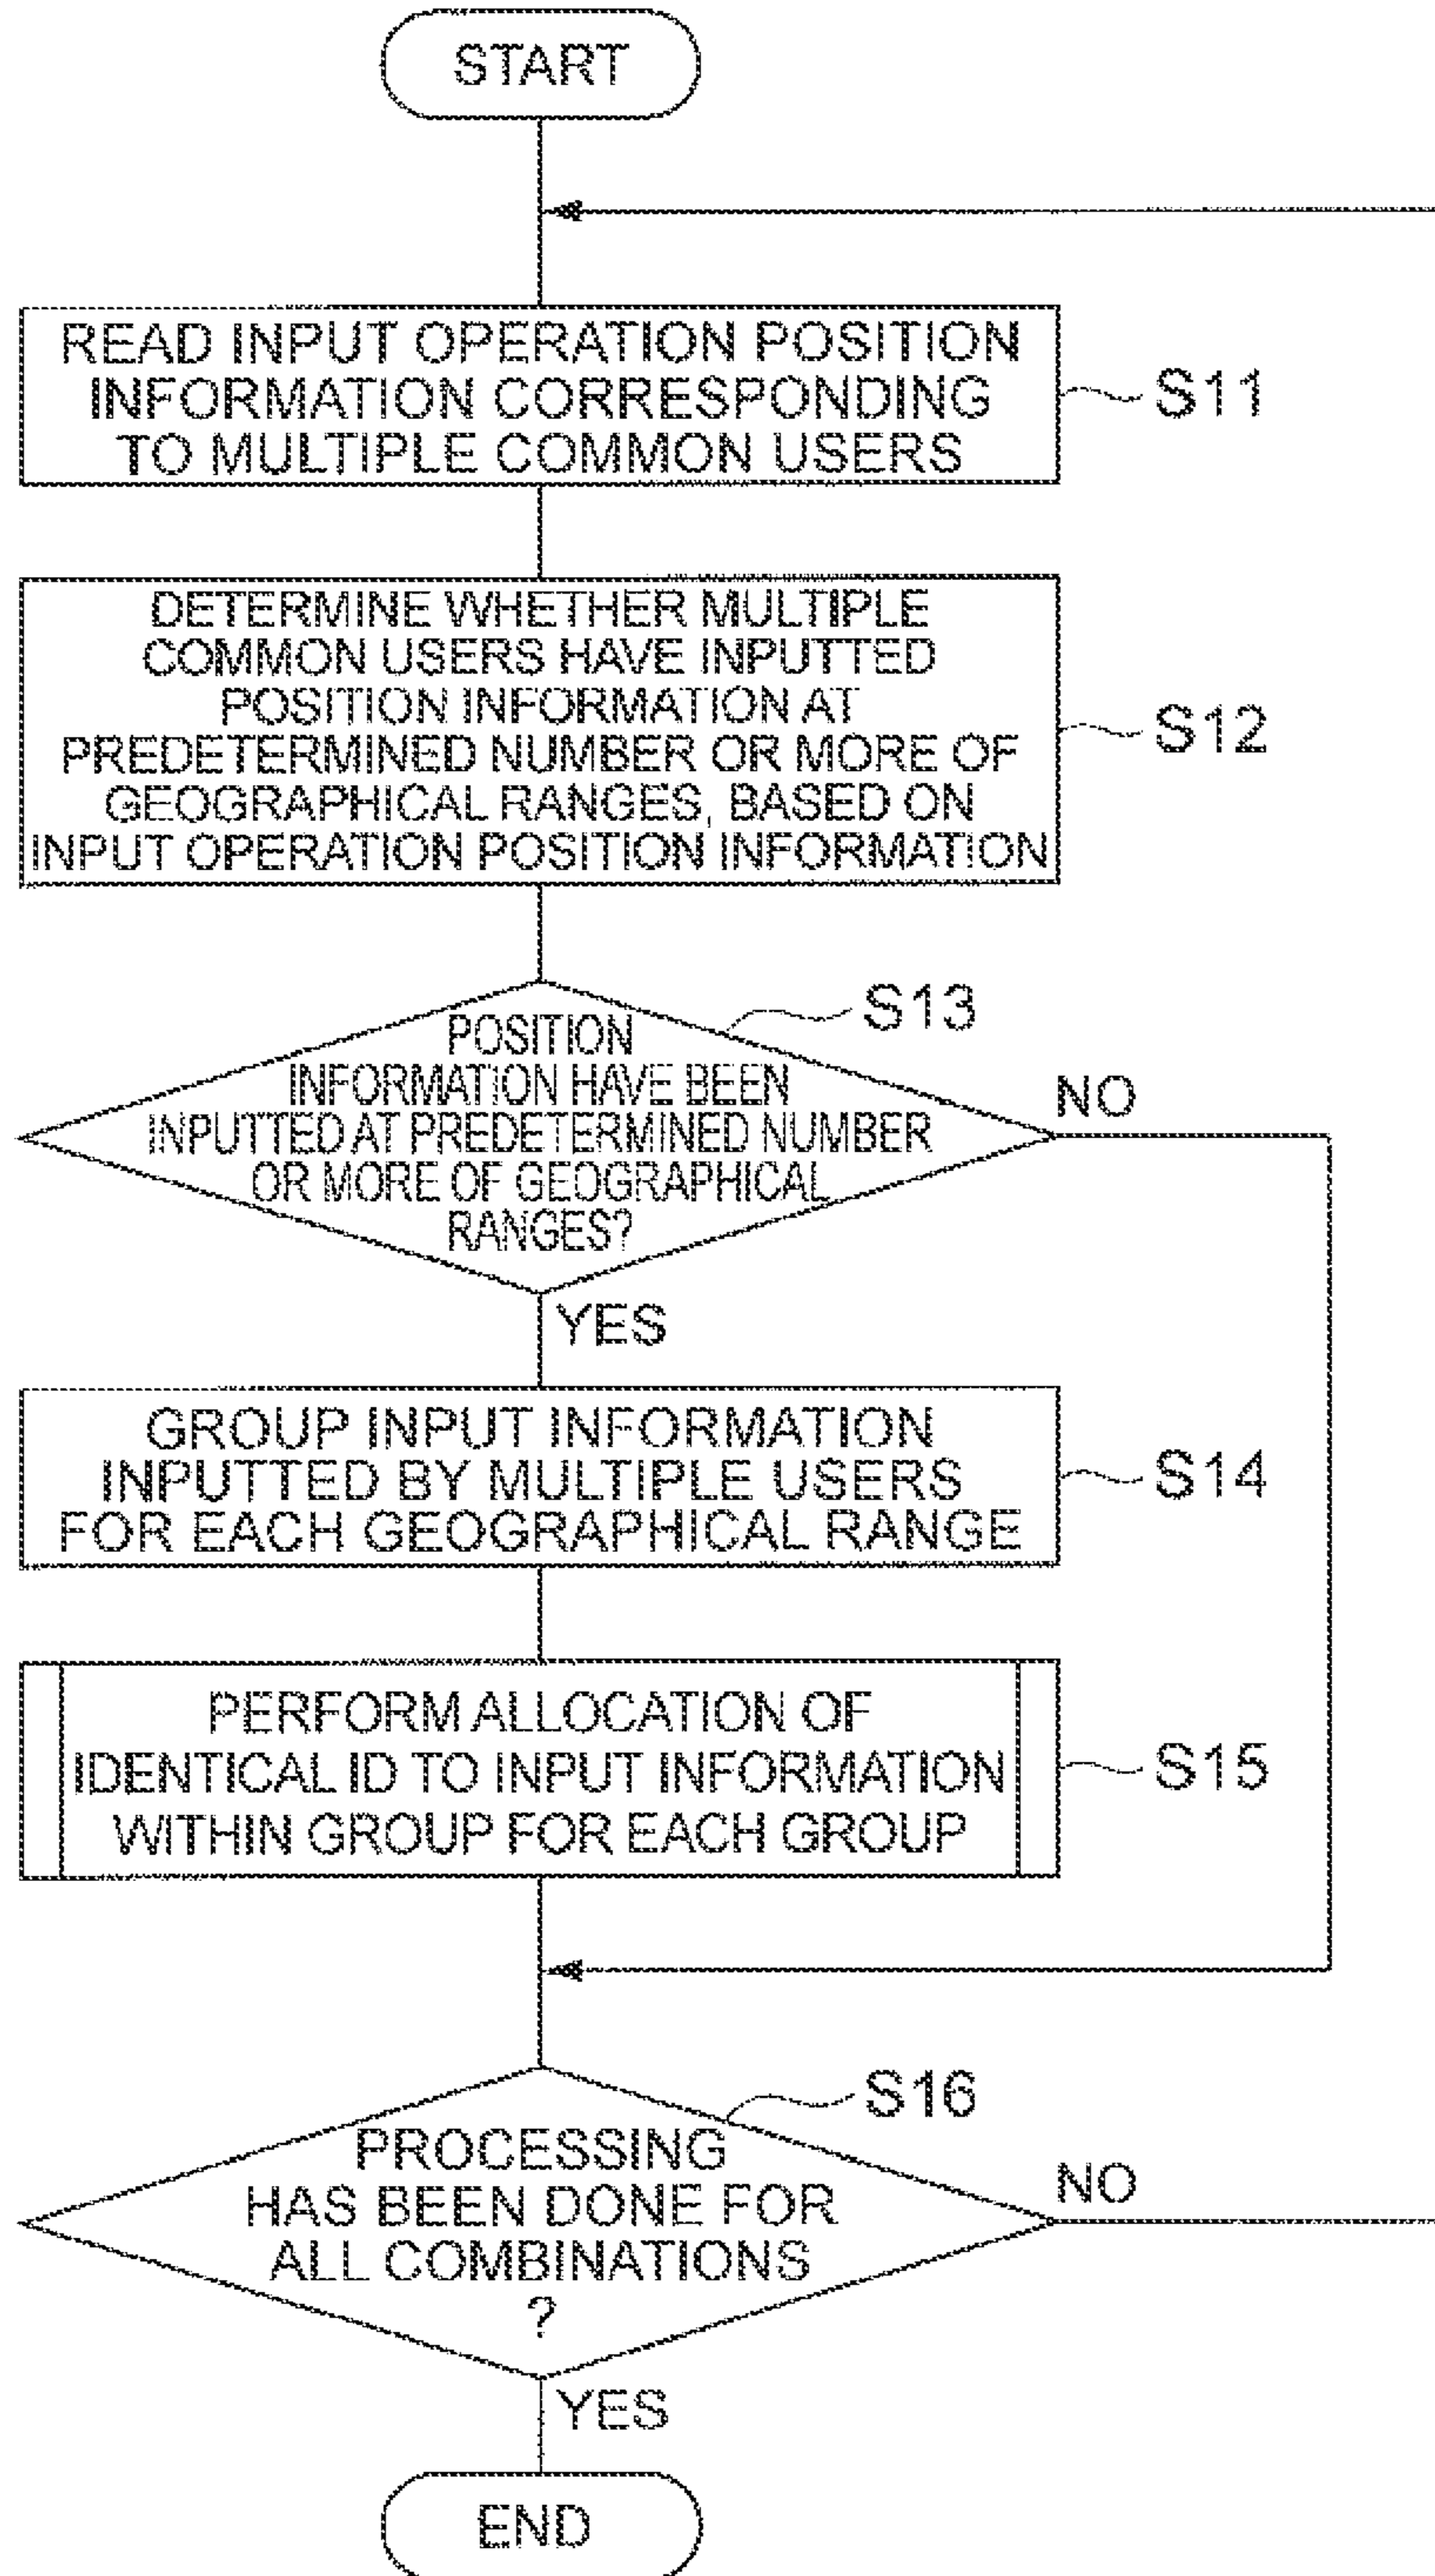 START
READ INPUT OPERATION POSITION
INFORMATION CORRESPONDING
TO MULTIPLE COMMON USERS
S11
DETERMINE WHETHER MULTIPLE
COMMON USERS HAVE INPUTTED
POSITION INFORMATION AT
PREDETERMINED NUMBER OR MORE OF
GEOGRAPHICAL RANGES, BASED ON
INPUT OPERATION POSITION INFORMATION
S12
S13
POSITION
INFORMATION HAVE BEEN
INPUTTED AT PREDETERMINED NUMBER
OR MORE OF GEOGRAPHICAL
RANGES?
NO
YES
GROUP INPUT INFORMATION
INPUTTED BY MULTIPLE USERS
FOR EACH GEOGRAPHICAL RANGE
S14
PERFORM ALLOCATION OF
IDENTICAL ID TO INPUT INFORMATION
WITHIN GROUP FOR EACH GROUP
S15
S16
PROCESSING
HAS BEEN DONE FOR
ALL COMBINATIONS
?
NO
YES
END